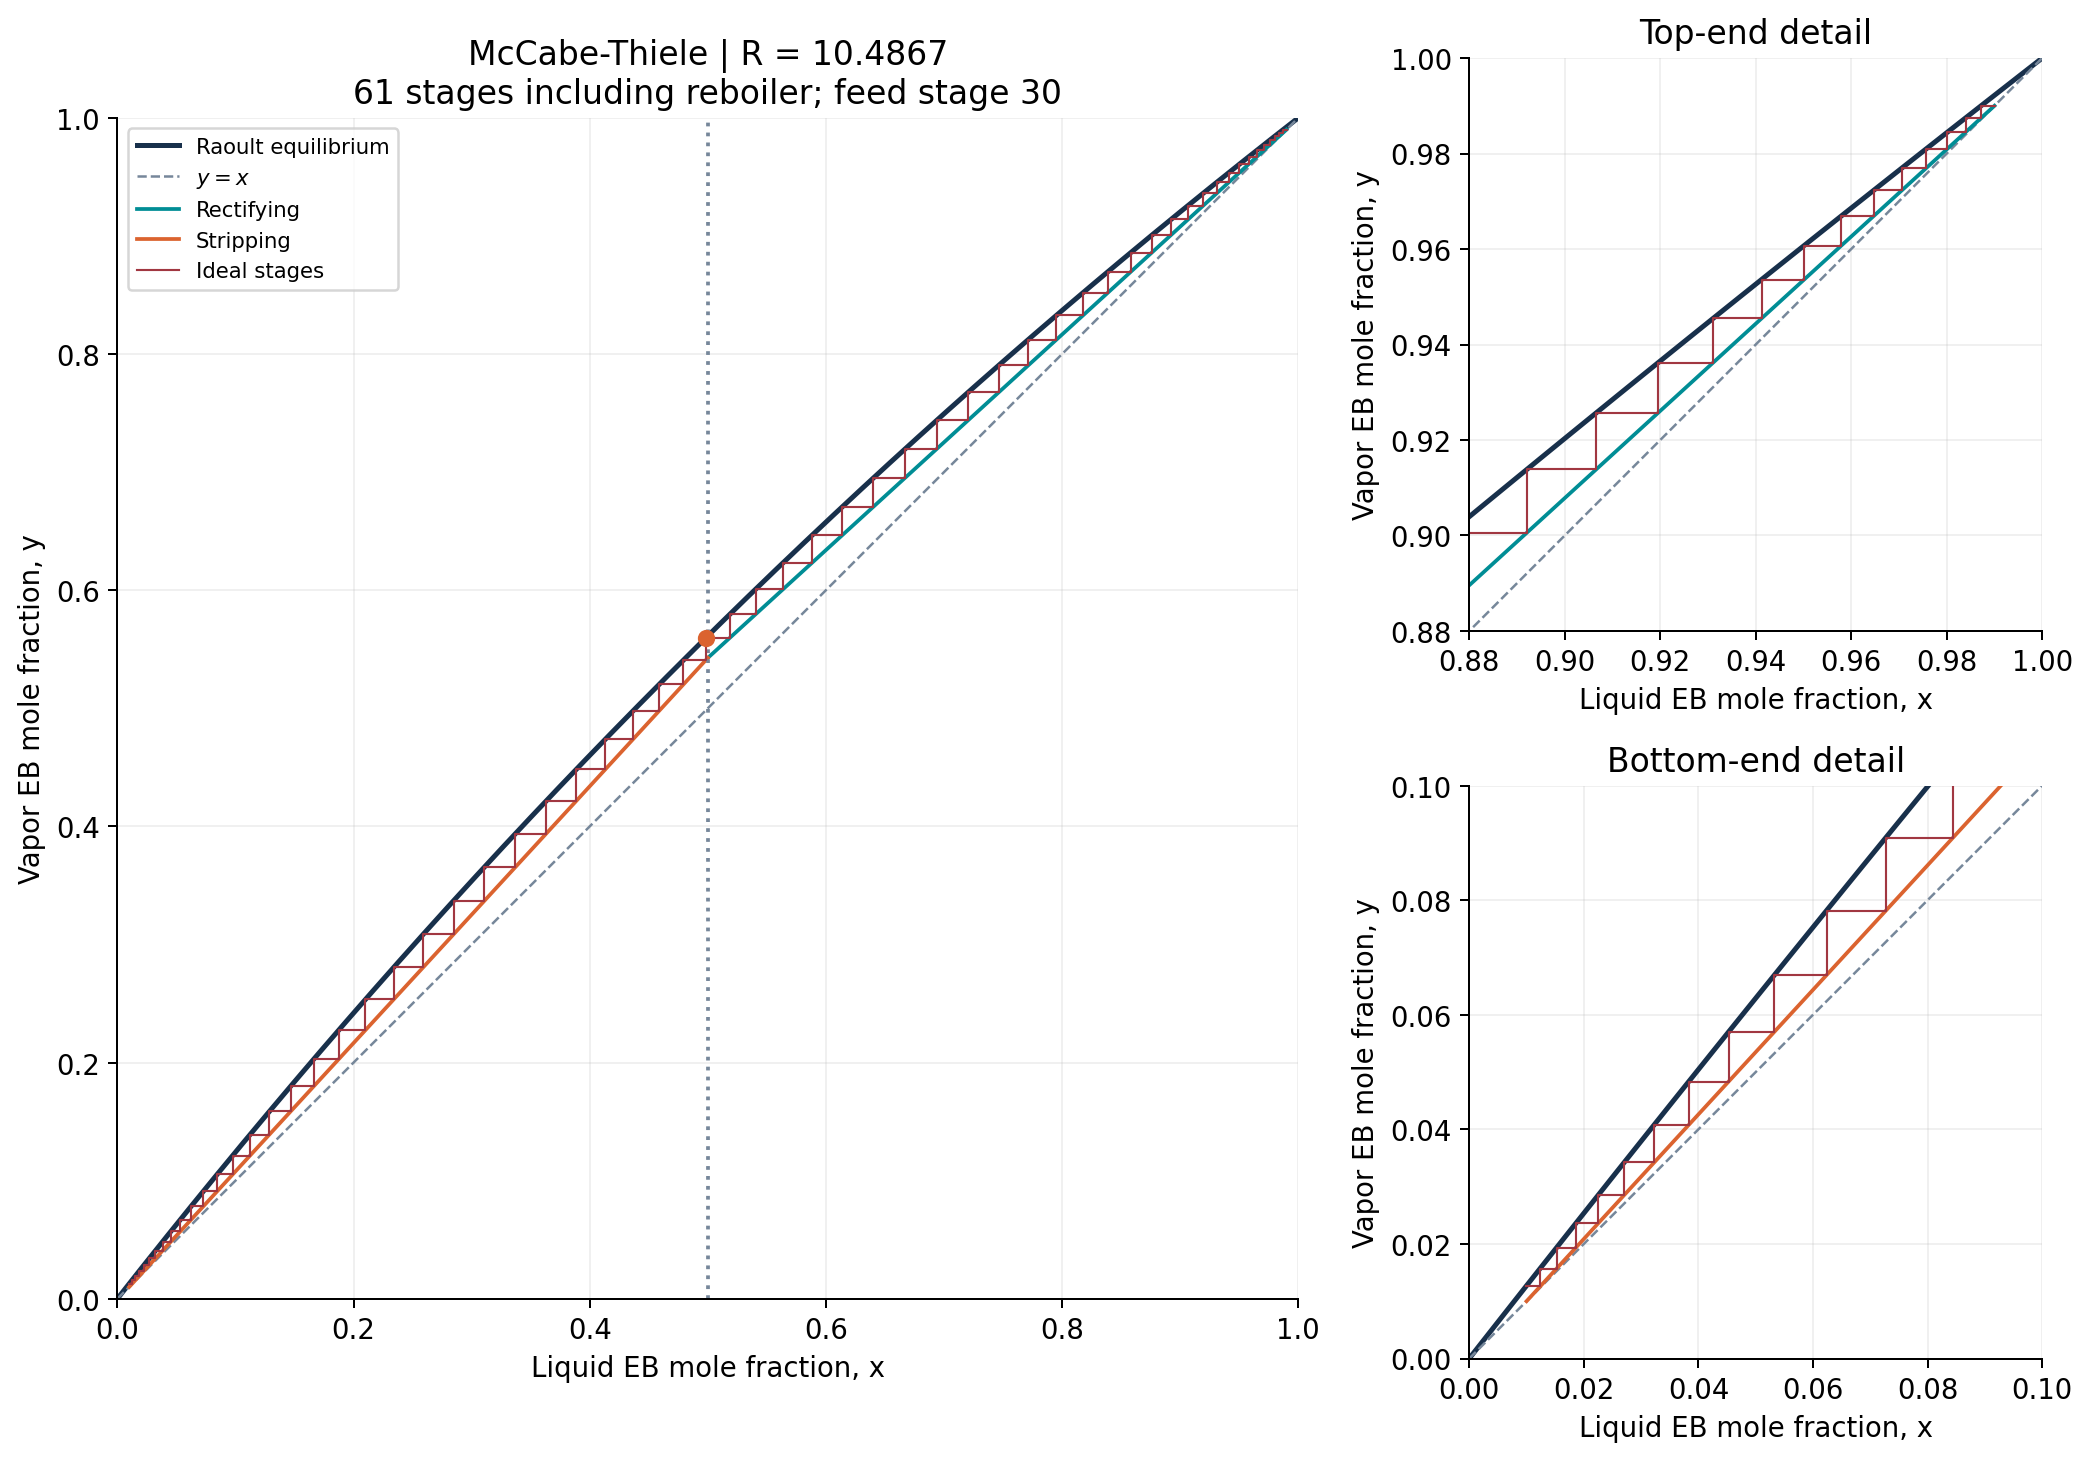 McCabe-Thiele | R = 10.4867
61 stages including reboiler; feed stage 30
1.0
0.8
0.6
0.4
0.2
0.0
Vapor EB mole fraction, y
Raoult equilibrium
y = x
Rectifying
Stripping
Ideal stages
0.0 0.2 0.4 0.6 0.8 1.0
Liquid EB mole fraction, x
Top-end detail
1.00
0.98
0.96
0.94
0.92
0.90
0.88
Vapor EB mole fraction, y
0.88 0.90 0.92 0.94 0.96 0.98 1.00
Liquid EB mole fraction, x
Bottom-end detail
0.10
0.08
0.06
0.04
0.02
0.00
Vapor EB mole fraction, y
0.00 0.02 0.04 0.06 0.08 0.10
Liquid EB mole fraction, x